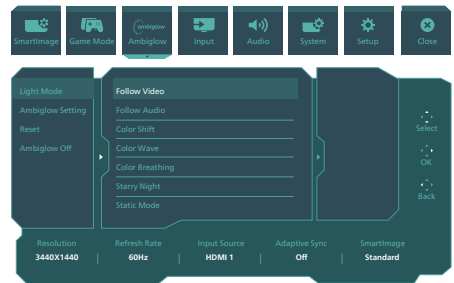 ambiglow
SmartImage
Game Mode
Ambiglow
Input
Audio
System
Setup
Close
Light Mode
Ambiglow Setting
Reset
Ambiglow Off
Follow Video
Follow Audio
Color Shift
Color Wave
Color Breathing
Starry Night
Static Mode
Select
OK
Back
Resolution
Refresh Rate
Input Source
Adaptive Sync
SmartImage
3440X1440 | 60Hz | HDMI 1 | Off | Standard